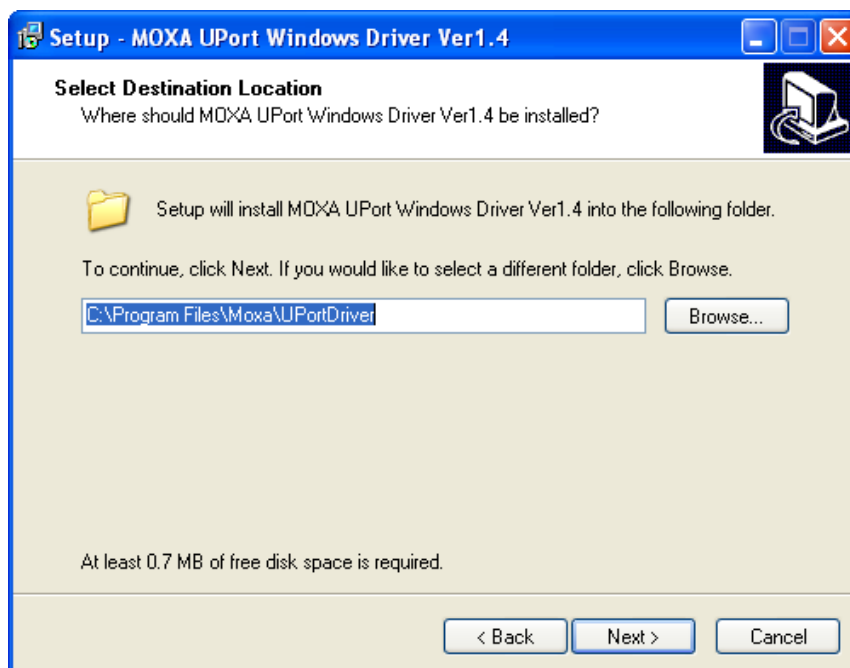 Setup - MOXA UPort Windows Driver Ver1.4
Select Destination Location
Where should MOXA UPort Windows Driver Ver1.4 be installed?
Setup will install MOXA UPort Windows Driver Ver1.4 into the following folder.
To continue, click Next. If you would like to select a different folder, click Browse.
C:\Program Files\Moxa\UPortDriver
Browse...
At least 0.7 MB of free disk space is required.
< Back
Next >
Cancel